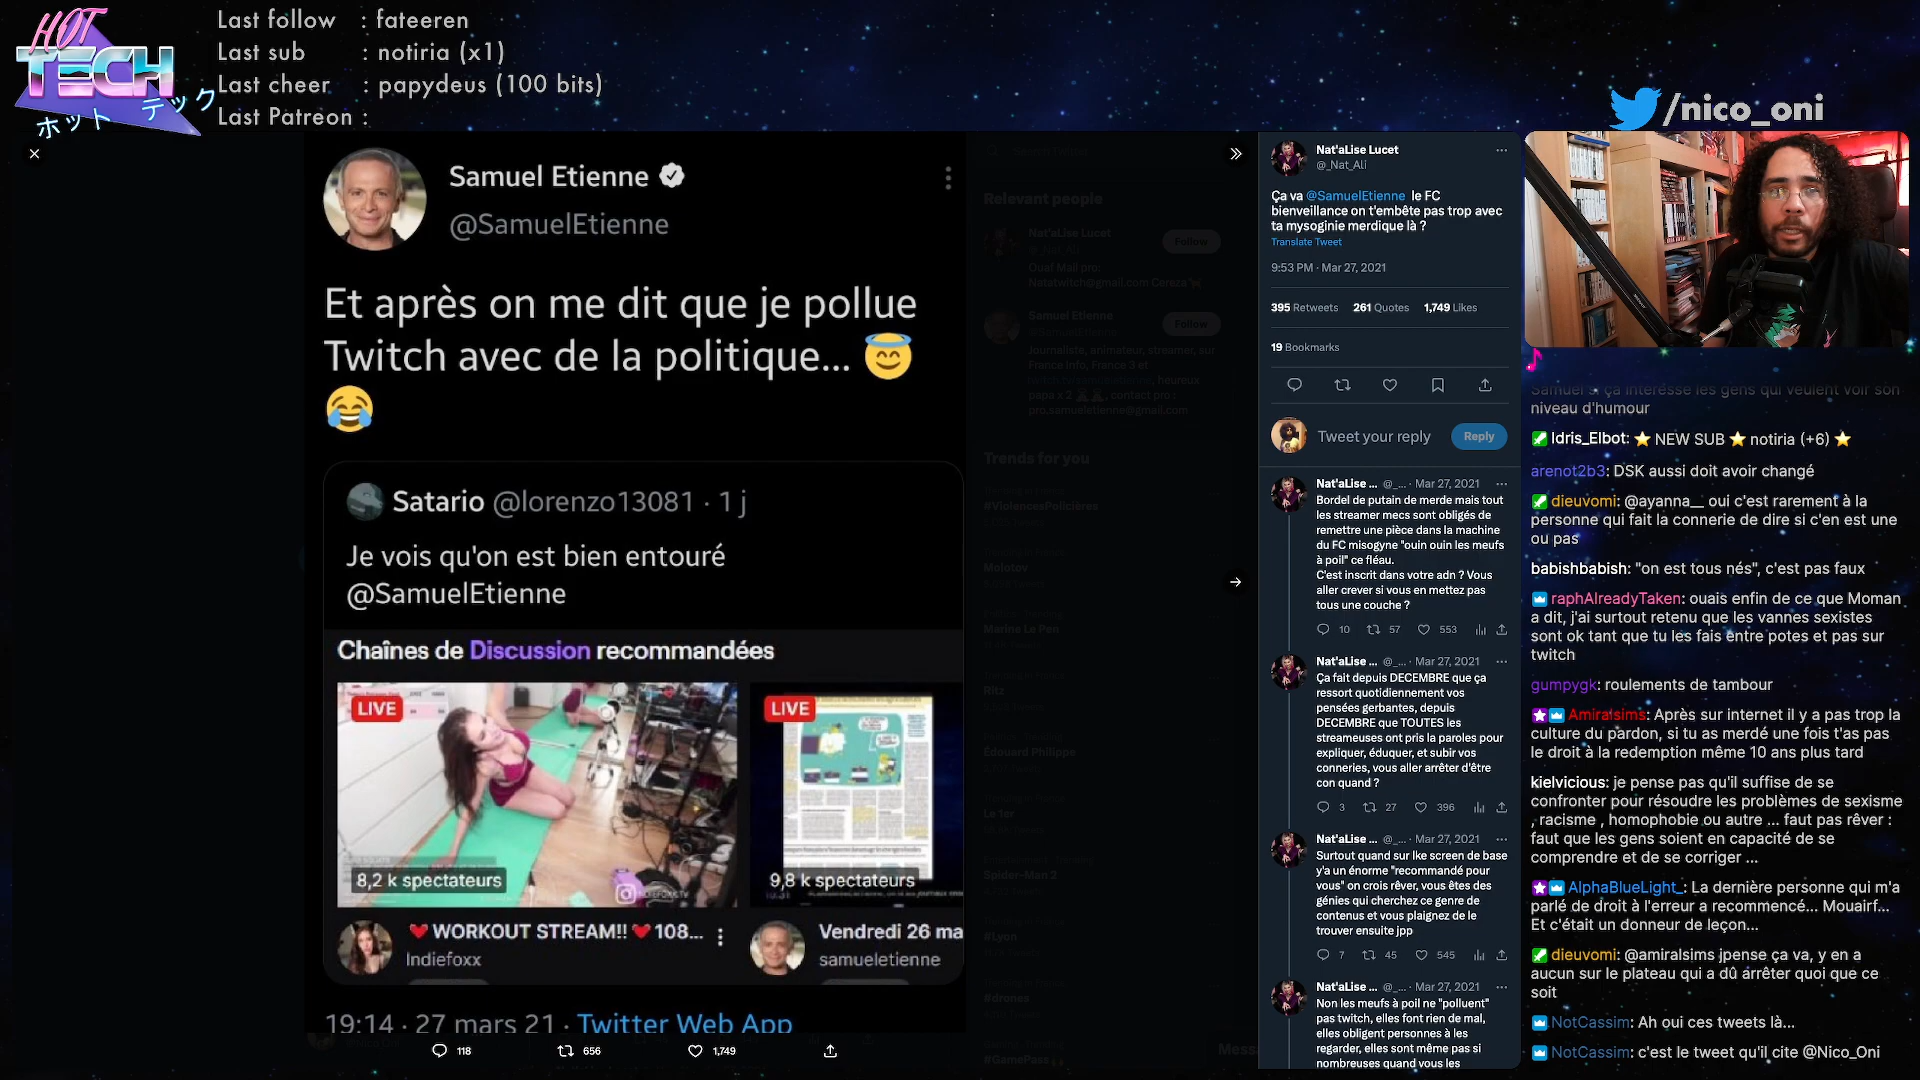 HOT
TECH
ホット テック
Last follow : fateeren
Last sub : notiria (x1)
Last cheer : papydeus (100 bits)
Last Patreon :
/nico_oni
Samuel Etienne
@SamuelEtienne
Et après on me dit que je pollue
Twitch avec de la politique... 😇
😂
Satario @lorenzo13081 · 1 j
Je vois qu'on est bien entouré
@SamuelEtienne
Chaînes de Discussion recommandées
LIVE
8,2 k spectateurs
❤️WORKOUT STREAM!! ❤️108...
Indiefoxx
LIVE
9,8 k spectateurs
Vendredi 26 ma
samueletienne
19:14 · 27 mars 21 · Twitter Web App
118
656
1,749
Relevant people
Nat'aLise Lucet
Follow
Ouaf Mail pro:
Natatwitch@gmail.com
Samuel Etienne
@SamuelEtienne
Follow
Journaliste, animateur, streamer, sur
France Info, France 3 et
heureux
papa x 2 contact pro :
pro.samueletienne@gmail.com
Trends for you
#ViolencesPolicières
Molotov
Marine Le Pen
Ritz
Édouard Philippe
Le 1er
Spider-Man 2
#Lyon
#drones
#GamePass
Nat'aLise Lucet
@_Nat_Ali
Ça va @SamuelEtienne le FC
bienveillance on t'embête pas trop avec
ta mysoginie merdique là ?
Translate Tweet
9:53 PM · Mar 27, 2021
395 Retweets 261 Quotes 1,749 Likes
19 Bookmarks
Tweet your reply
Reply
Nat'aLise ... @_... · Mar 27, 2021
Bordel de putain de merde mais tout
les streamer mecs sont obligés de
remettre une pièce dans la machine
du FC misogyne "ouin ouin les meufs
à poil" ce fléau.
C'est inscrit dans votre adn ? Vous
aller crever si vous en mettez pas
tous une couche ?
10 57 553
Nat'aLise ... @_... · Mar 27, 2021
Ça fait depuis DECEMBRE que ça
ressort quotidiennement vos
pensées gerbantes, depuis
DECEMBRE que TOUTES les
streameuses ont pris la paroles pour
expliquer, éduquer, et subir vos
conneries, vous aller arrêter d'être
con quand ?
3 27 396
Nat'aLise ... @_... · Mar 27, 2021
Surtout quand sur lke screen de base
y'a un énorme "recommandé pour
vous" on crois rêver, vous êtes des
génies qui cherchez ce genre de
contenus et vous plaignez de le
trouver ensuite jpp
7 45 545
Nat'aLise ... @_... · Mar 27, 2021
Non les meufs à poil ne "polluent"
pas twitch, elles font rien de mal,
elles obligent personnes à les
regarder, elles sont même pas si
nombreuses quand vous les
Samuel si ça intéresse les gens qui veulent voir son
niveau d'humour
Idris_Elbot: ⭐ NEW SUB ⭐ notiria (+6) ⭐
arenot2b3: DSK aussi doit avoir changé
dieuvomi: @ayanna__ oui c'est rarement à la
personne qui fait la connerie de dire si c'en est une
ou pas
babishbabish: "on est tous nés", c'est pas faux
raphAlreadyTaken: ouais enfin de ce que Moman
a dit, j'ai surtout retenu que les vannes sexistes
sont ok tant que tu les fais entre potes et pas sur
twitch
gumpygk: roulements de tambour
Amiralsims: Après sur internet il y a pas trop la
culture du pardon, si tu as merdé une fois t'as pas
le droit à la redemption même 10 ans plus tard
kielvicious: je pense pas qu'il suffise de se
confronter pour résoudre les problèmes de sexisme
, racisme , homophobie ou autre ... faut pas rêver :
faut que les gens soient en capacité de se
comprendre et de se corriger ...
AlphaBlueLight_: La dernière personne qui m'a
parlé de droit à l'erreur a recommencé... Mouairf...
Et c'était un donneur de leçon...
dieuvomi: @amiralsims jpense ça va, y en a
aucun sur le plateau qui a dû arrêter quoi que ce
soit
NotCassim: Ah oui ces tweets là...
NotCassim: c'est le tweet qu'il cite @Nico_Oni